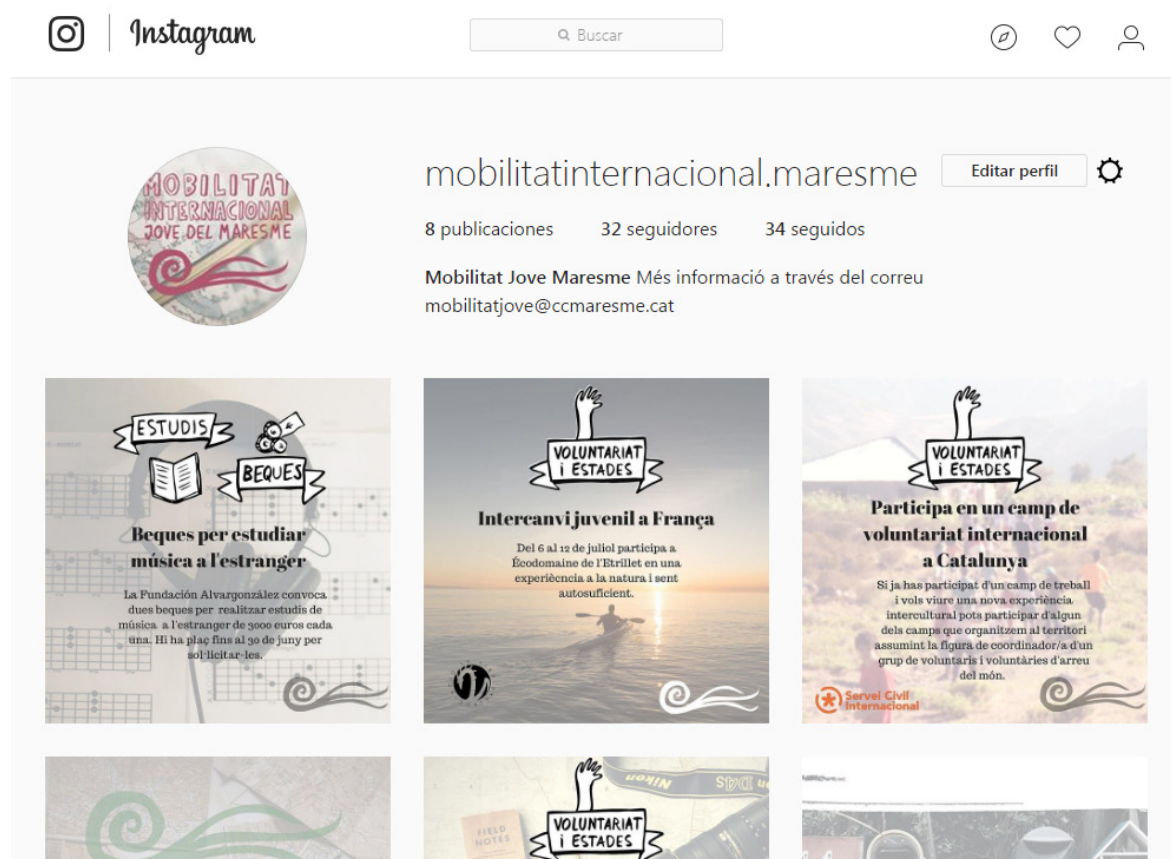 Instagram
Buscar
mobilitatinternacional.maresme
Editar perfil
MOBILITAT
INTERNACIONAL
JOVE DEL MARESME
8 publicaciones 32 seguidores 34 seguidos
Mobilitat Jove Maresme Més informació a través del correu
mobilitatjove@ccmaresme.cat
ESTUDIS
BEQUES
Beques per estudiar
música a l'estranger
La Fundación Alvargonzález convoca
dues beques per realitzar estudis de
música a l'estranger de 3000 euros cada
una. Hi ha plaç fins al 30 de juny per
sol·licitar-les.
VOLUNTARIAT
i ESTADES
Intercanvi juvenil a França
Del 6 al 12 de juliol participa a
Écodomaine de l'Etrillet en una
experiècncia a la natura i sent
autosuficient.
VOLUNTARIAT
i ESTADES
Participa en un camp de
voluntariat internacional
a Catalunya
Si ja has participat d'un camp de treball
i vols viure una nova experiència
intercultural pots participar d'algun
dels camps que organitzem al territori
assumint la figura de coordinador/a d'un
grup de voluntaris i voluntàries d'arreu
del món.
Servei Civil
Internacional
Nikon
FIELD
NOTES
VOLUNTARIAT
i ESTADES